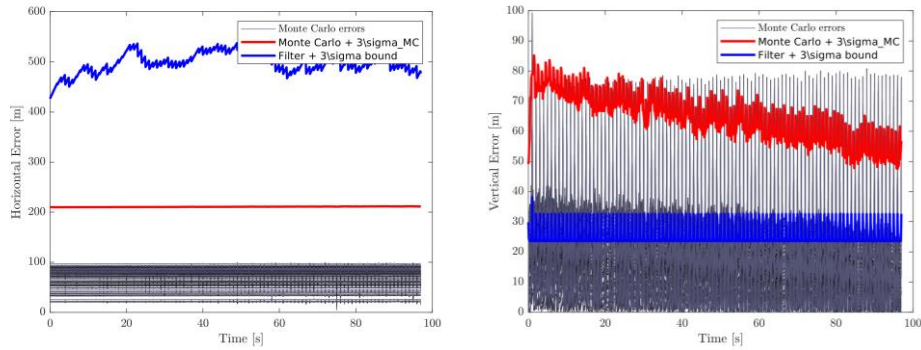 600
500
400
300
200
100
0
Horizontal Error [m]
Monte Carlo errors
Monte Carlo + 3\sigma_MC
Filter + 3\sigma bound
0 20 40 60 80 100
Time [s]
100
90
80
70
60
50
40
30
20
10
0
Vertical Error [m]
Monte Carlo errors
Monte Carlo + 3\sigma_MC
Filter + 3\sigma bound
0 20 40 60 80 100
Time [s]